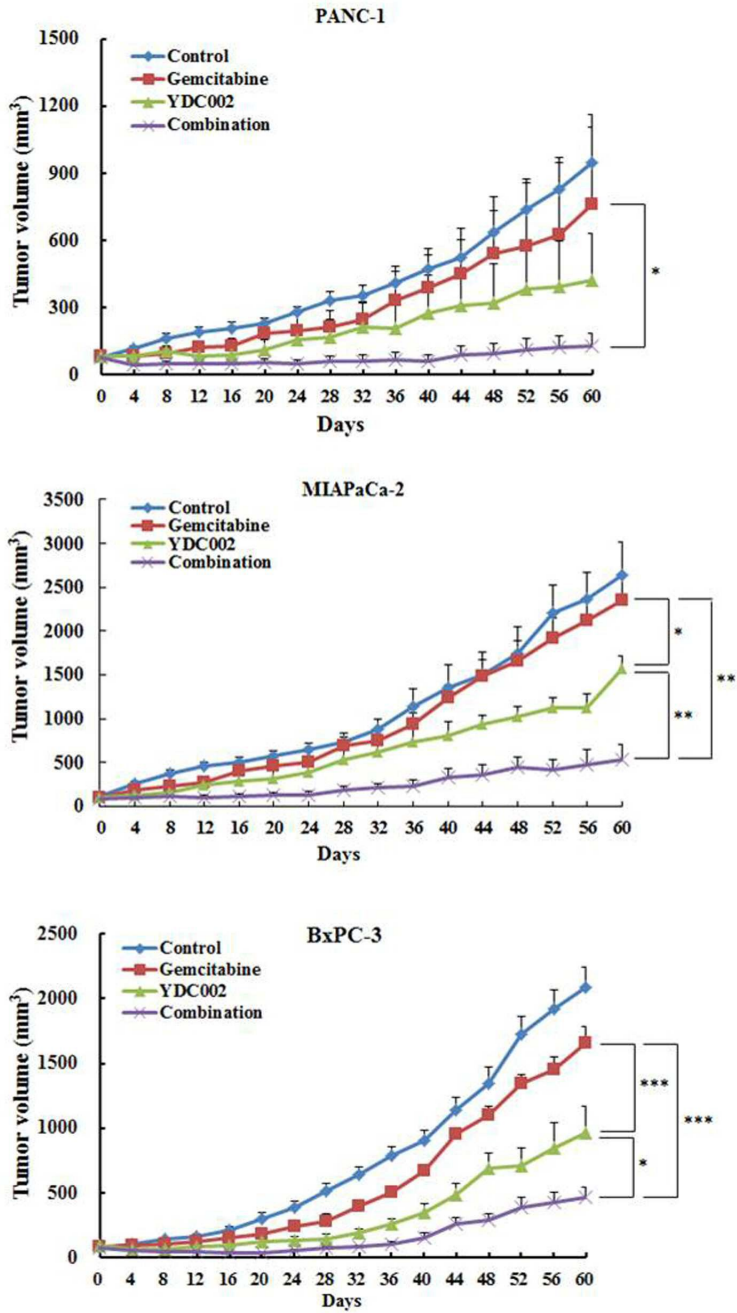 PANC-1
1500
1200
900
600
300
0
Tumor volume (mm³)
Control
Gemcitabine
YDC002
Combination
*
0 4 8 12 16 20 24 28 32 36 40 44 48 52 56 60
Days
MIAPaCa-2
3500
3000
2500
2000
1500
1000
500
0
Tumor volume (mm³)
Control
Gemcitabine
YDC002
Combination
*
**
**
0 4 8 12 16 20 24 28 32 36 40 44 48 52 56 60
Days
BxPC-3
2500
2000
1500
1000
500
0
Tumor volume (mm³)
Control
Gemcitabine
YDC002
Combination
***
***
*
0 4 8 12 16 20 24 28 32 36 40 44 48 52 56 60
Days